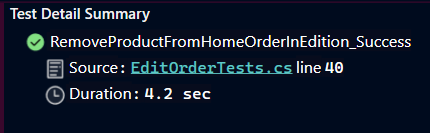 Test Detail Summary
RemoveProductFromHomeOrderInEdition_Success
Source: EditOrderTests.cs line 40
Duration: 4.2 sec